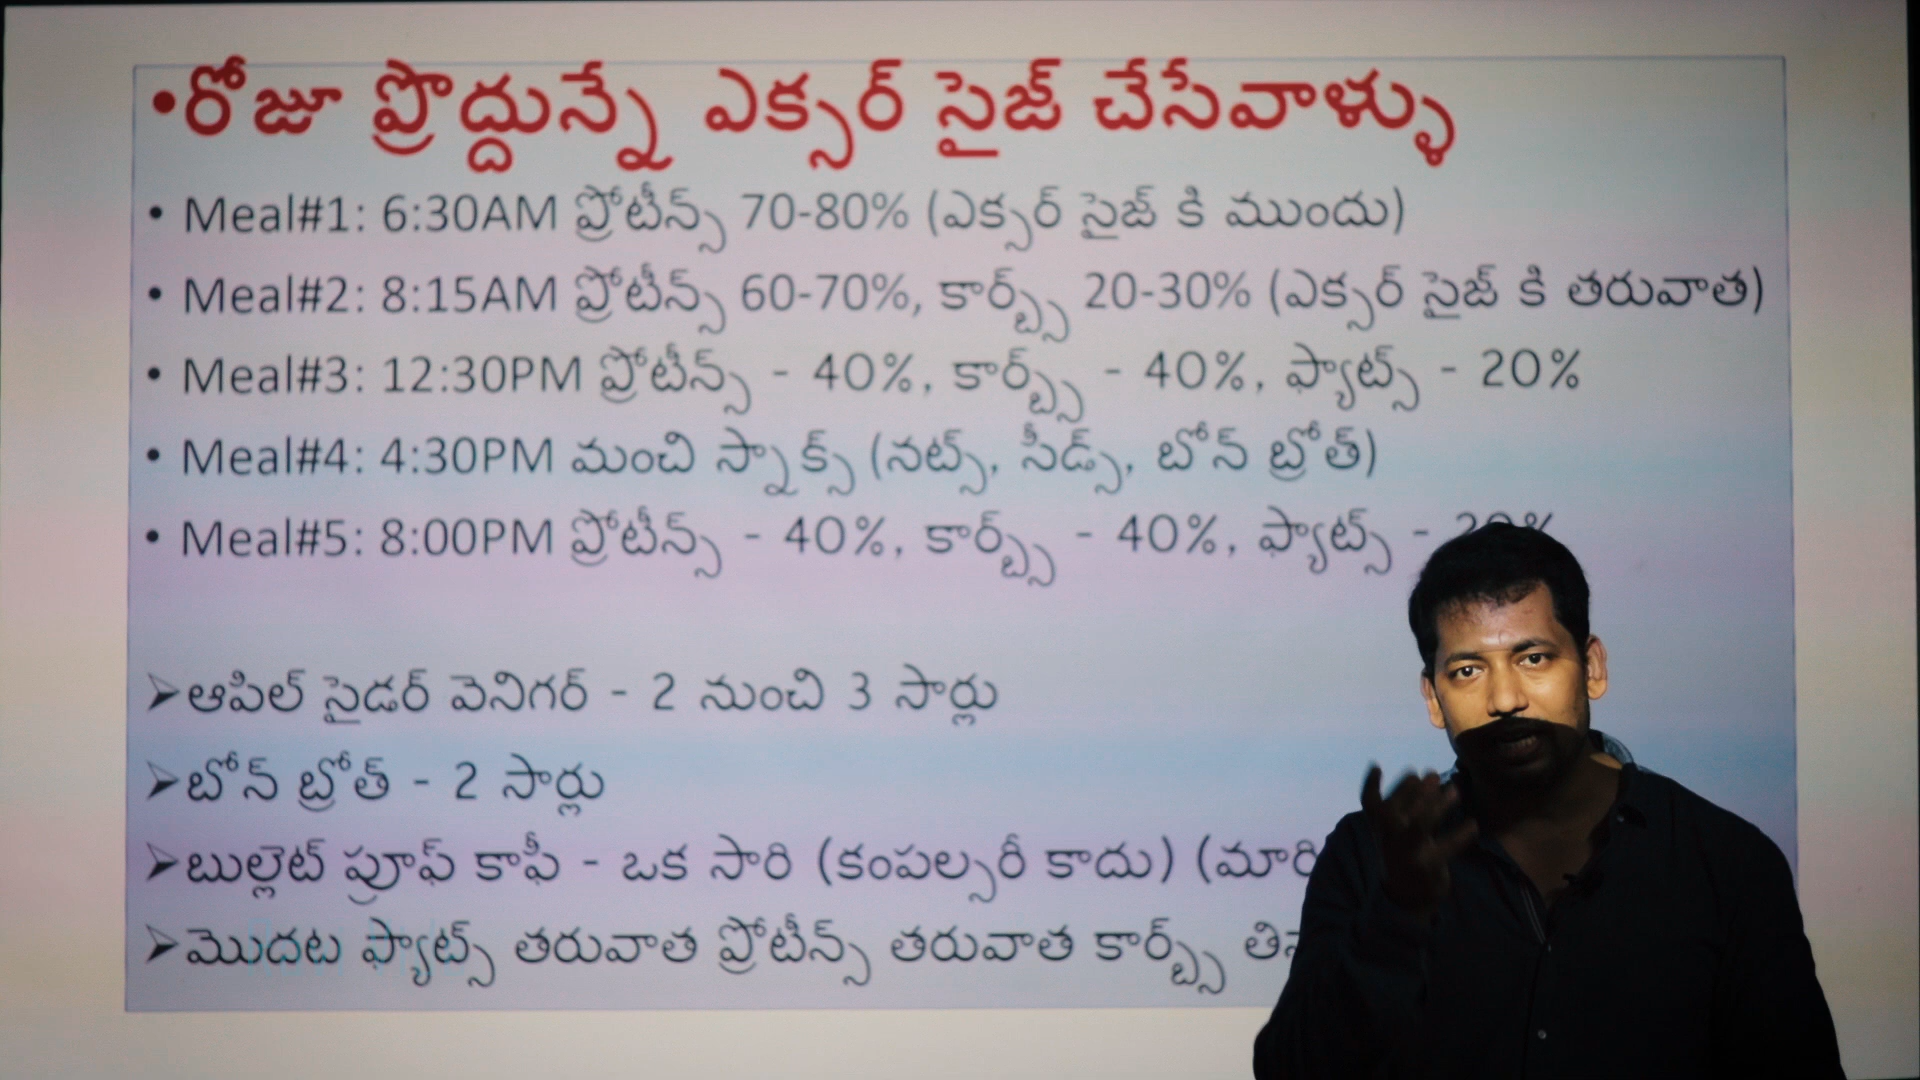 •రోజూ ప్రొద్దున్నే ఎక్సర్ సైజ్ చేసేవాళ్ళు
• Meal#1: 6:30AM ప్రోటీన్స్ 70-80% (ఎక్సర్ సైజ్ కి ముందు)
• Meal#2: 8:15AM ప్రోటీన్స్ 60-70%, కార్బ్స్ 20-30% (ఎక్సర్ సైజ్ కి తరువాత)
• Meal#3: 12:30PM ప్రోటీన్స్ - 40%, కార్బ్స్ - 40%, ఫ్యాట్స్ - 20%
• Meal#4: 4:30PM మంచి స్నాక్స్ (నట్స్, సీడ్స్, బోన్ బ్రోత్)
• Meal#5: 8:00PM ప్రోటీన్స్ - 40%, కార్బ్స్ - 40%, ఫ్యాట్స్ -
➢ఆపిల్ సైడర్ వెనిగర్ - 2 నుంచి 3 సార్లు
➢బోన్ బ్రోత్ - 2 సార్లు
➢బుల్లెట్ ప్రూఫ్ కాఫీ - ఒక సారి (కంపల్సరీ కాదు)
➢మొదట ఫ్యాట్స్ తరువాత ప్రోటీన్స్ తరువాత కార్బ్స్